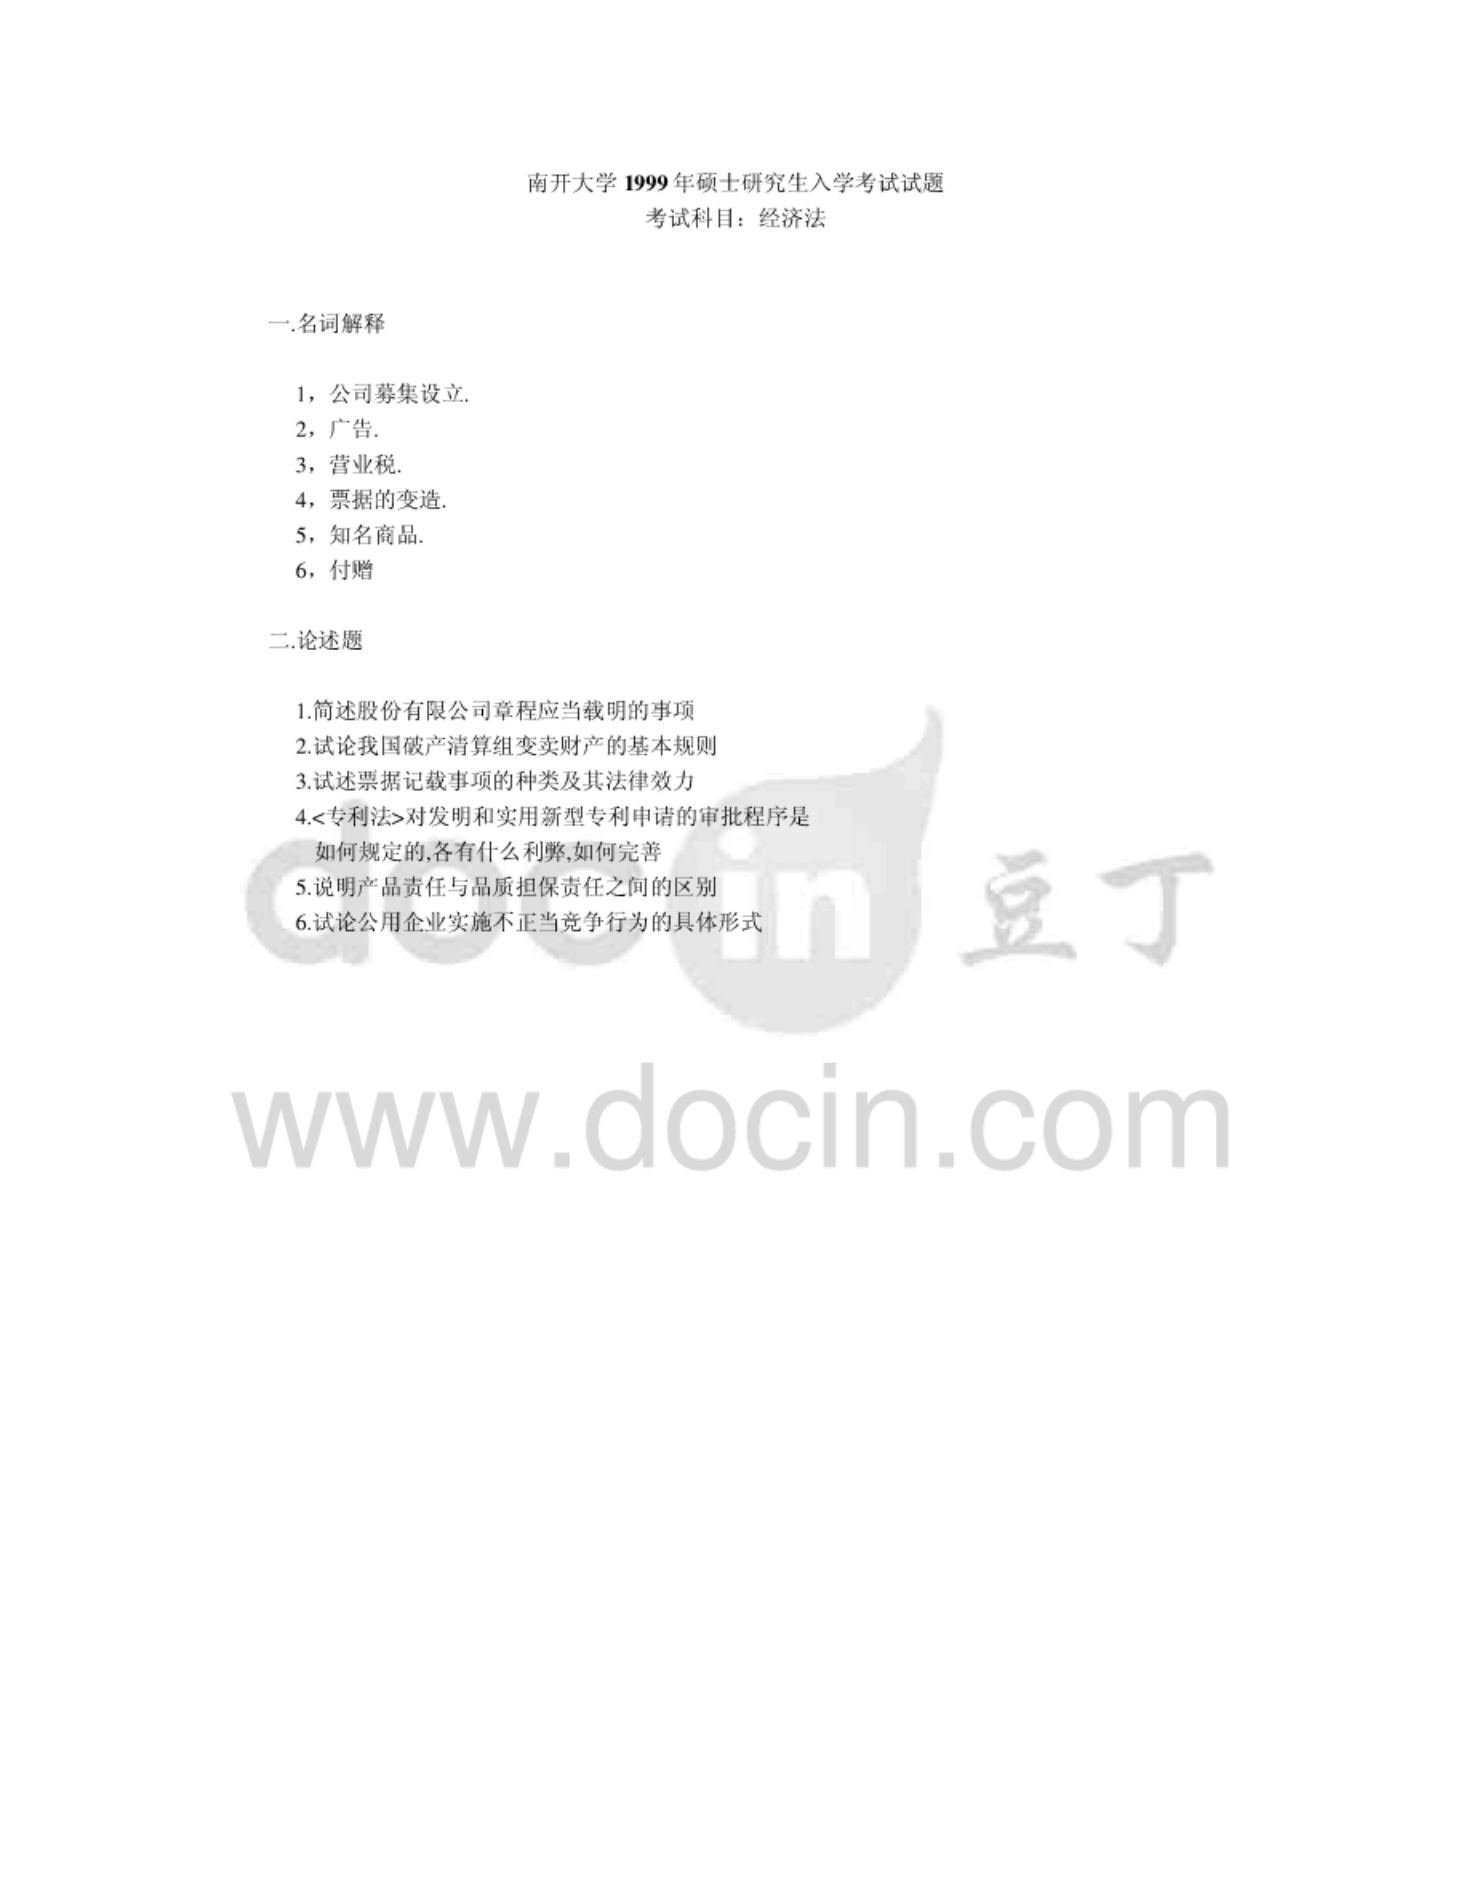 南开大学 1999 年硕士研究生入学考试试题
考试科目：经济法
一.名词解释
1，公司募集设立.
2，广告.
3，营业税.
4，票据的变造.
5，知名商品.
6，付赠
二.论述题
1.简述股份有限公司章程应当载明的事项
2.试论我国破产清算组变卖财产的基本规则
3.试述票据记载事项的种类及其法律效力
4.<专利法>对发明和实用新型专利申请的审批程序是
如何规定的,各有什么利弊,如何完善
5.说明产品责任与品质担保责任之间的区别
6.试论公用企业实施不正当竞争行为的具体形式
docin 豆丁
www.docin.com